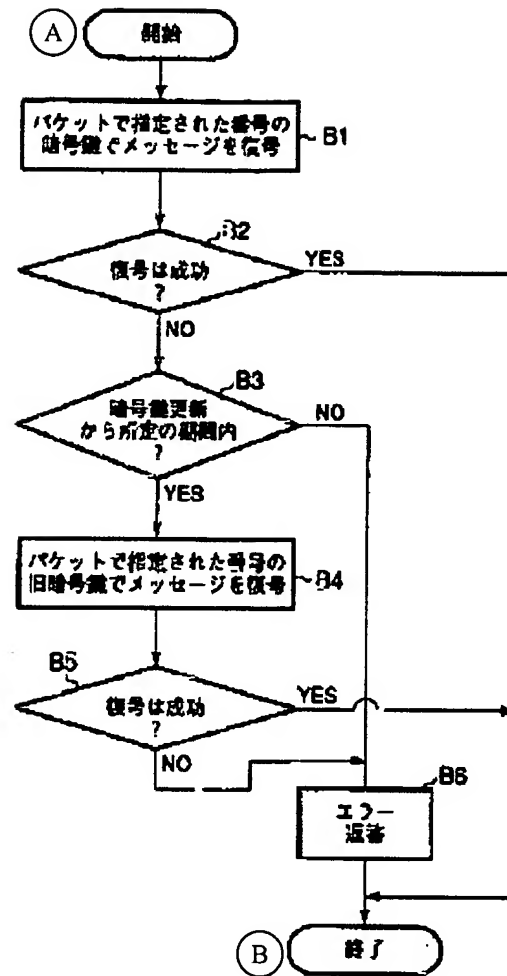 A
開始
パケットで指定された番号の
暗号鍵でメッセージを復号
B1
B2
復号は成功
?
YES
NO
B3
暗号鍵更新
から所定の期間内
?
NO
YES
パケットで指定された番号の
旧暗号鍵でメッセージを復号
B4
B5
復号は成功
?
YES
NO
B6
エラー
返答
B
終了